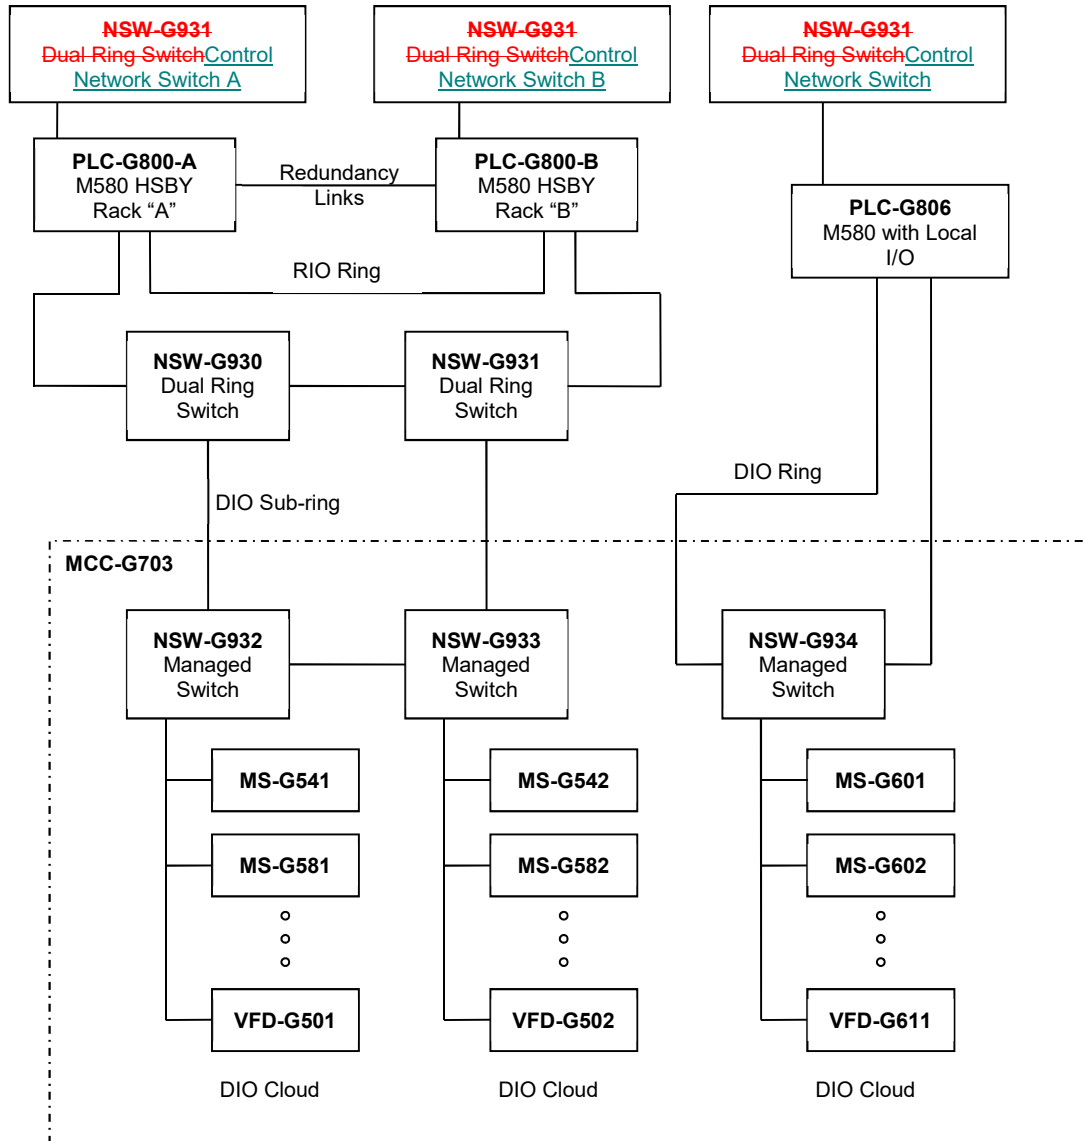 NSW-G931
Dual Ring SwitchControl
Network Switch A
NSW-G931
Dual Ring SwitchControl
Network Switch B
NSW-G931
Dual Ring SwitchControl
Network Switch
PLC-G800-A
M580 HSBY
Rack “A”
Redundancy
Links
PLC-G800-B
M580 HSBY
Rack “B”
PLC-G806
M580 with Local
I/O
RIO Ring
NSW-G930
Dual Ring
Switch
NSW-G931
Dual Ring
Switch
DIO Ring
DIO Sub-ring
MCC-G703
NSW-G932
Managed
Switch
NSW-G933
Managed
Switch
NSW-G934
Managed
Switch
MS-G541
MS-G542
MS-G601
MS-G581
MS-G582
MS-G602
VFD-G501
VFD-G502
VFD-G611
DIO Cloud
DIO Cloud
DIO Cloud